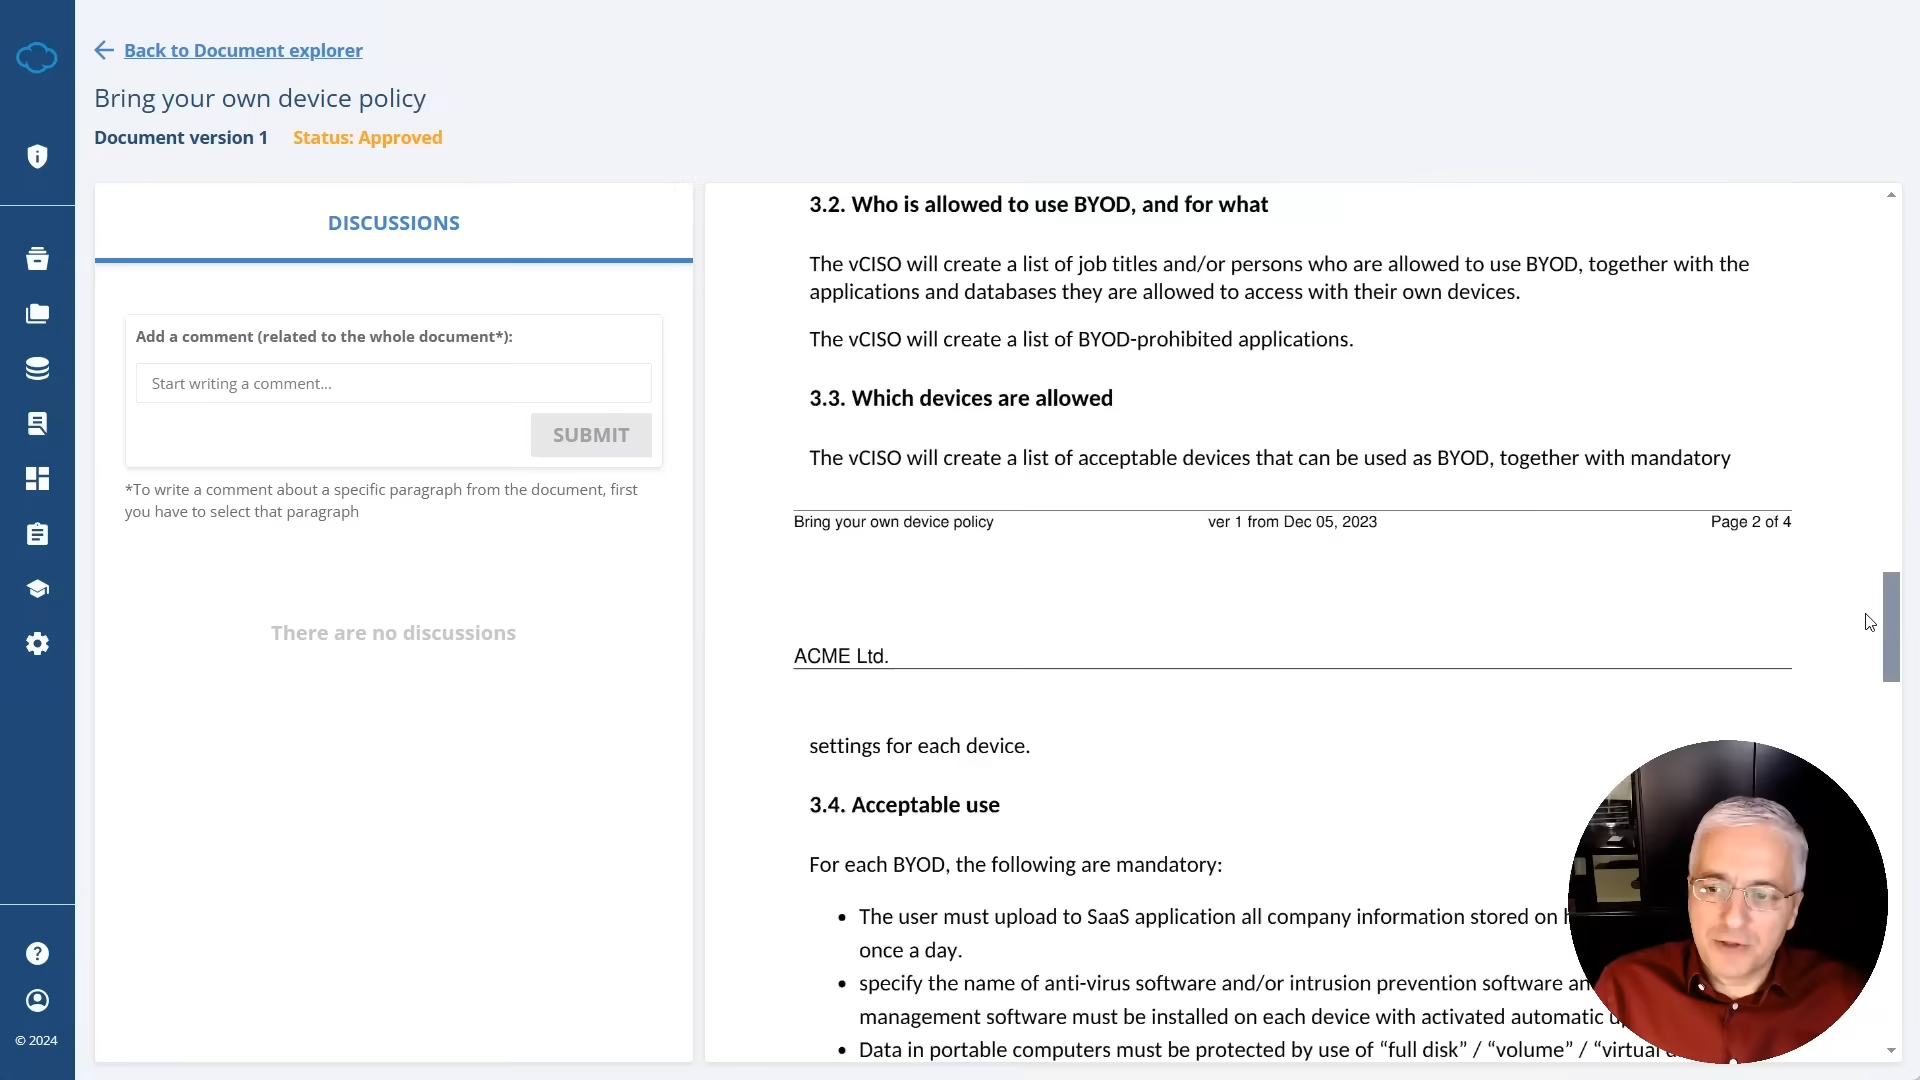 Back to Document explorer
Bring your own device policy
Document version 1 Status: Approved
DISCUSSIONS
Add a comment (related to the whole document*):
Start writing a comment...
SUBMIT
*To write a comment about a specific paragraph from the document, first
you have to select that paragraph
There are no discussions
3.2. Who is allowed to use BYOD, and for what
The vCISO will create a list of job titles and/or persons who are allowed to use BYOD, together with the
applications and databases they are allowed to access with their own devices.
The vCISO will create a list of BYOD-prohibited applications.
3.3. Which devices are allowed
The vCISO will create a list of acceptable devices that can be used as BYOD, together with mandatory
Bring your own device policy ver 1 from Dec 05, 2023 Page 2 of 4
ACME Ltd.
settings for each device.
3.4. Acceptable use
For each BYOD, the following are mandatory:
• The user must upload to SaaS application all company information stored on
once a day.
• specify the name of anti-virus software and/or intrusion prevention software
management software must be installed on each device with activated automatic
• Data in portable computers must be protected by use of “full disk” / “volume” / “virtual
© 2024